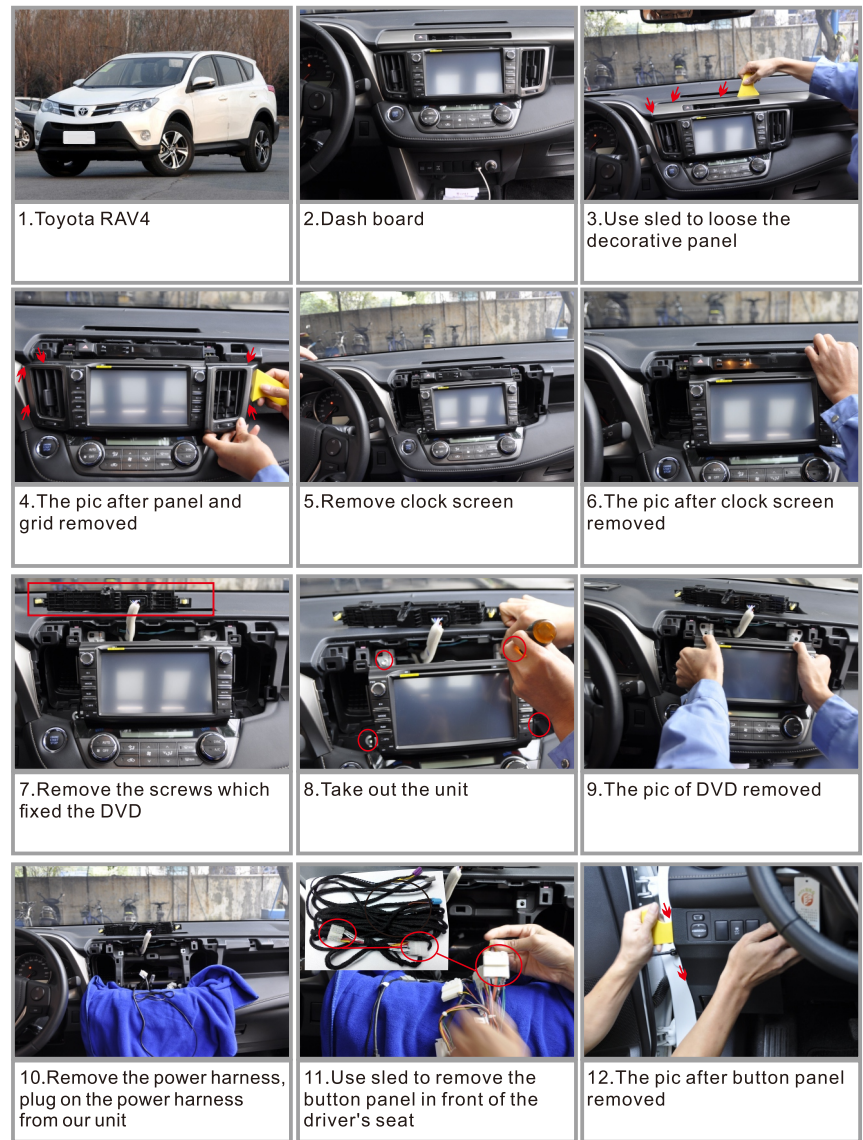 1.Toyota RAV4
2.Dash board
3.Use sled to loose the
decorative panel
4.The pic after panel and
grid removed
5.Remove clock screen
6.The pic after clock screen
removed
7.Remove the screws which
fixed the DVD
8.Take out the unit
9.The pic of DVD removed
10.Remove the power harness,
plug on the power harness
from our unit
11.Use sled to remove the
button panel in front of the
driver's seat
12.The pic after button panel
removed